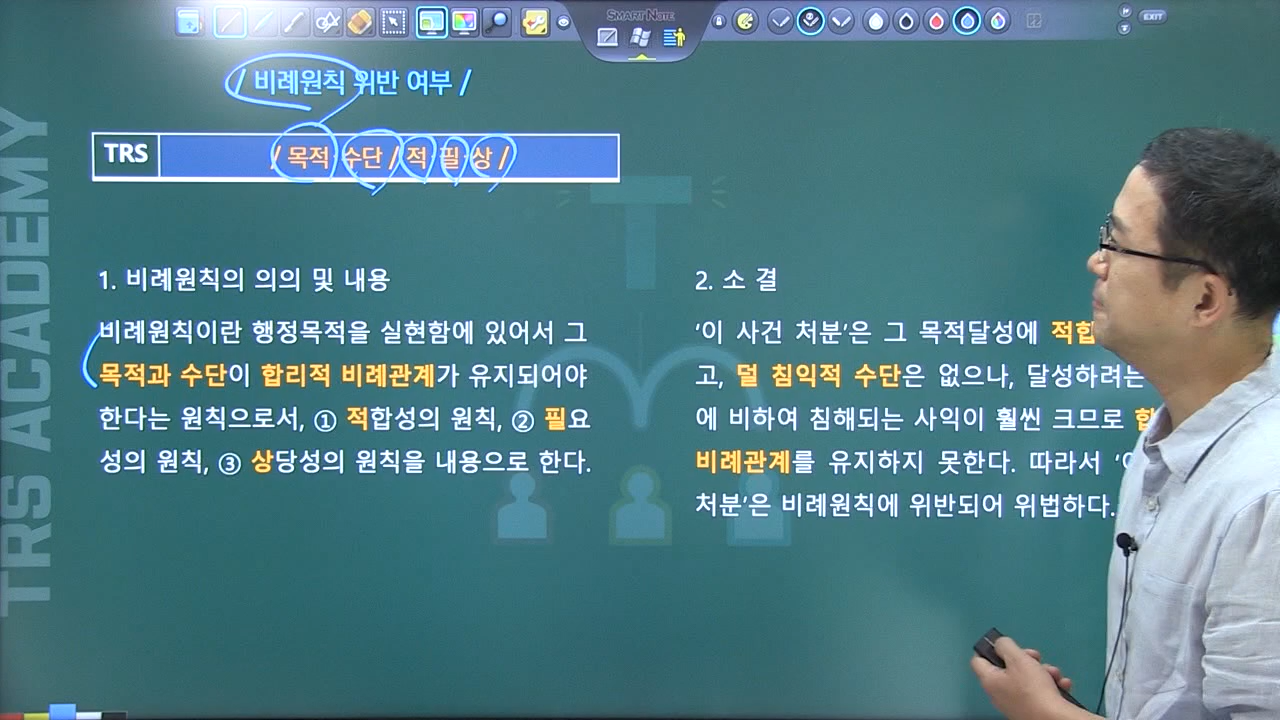 SMART NOTE
EXIT
/ 비례원칙 위반 여부 /
TRS
/ 목적·수단 / 적·필·상 /
1. 비례원칙의 의의 및 내용
비례원칙이란 행정목적을 실현함에 있어서 그
목적과 수단이 합리적 비례관계가 유지되어야
한다는 원칙으로서, ① 적합성의 원칙, ② 필요
성의 원칙, ③ 상당성의 원칙을 내용으로 한다.
2. 소 결
'이 사건 처분'은 그 목적달성에 적합
고, 덜 침익적 수단은 없으나, 달성하려는
에 비하여 침해되는 사익이 훨씬 크므로
비례관계를 유지하지 못한다. 따라서
처분'은 비례원칙에 위반되어 위법하다.
TRS ACADEMY